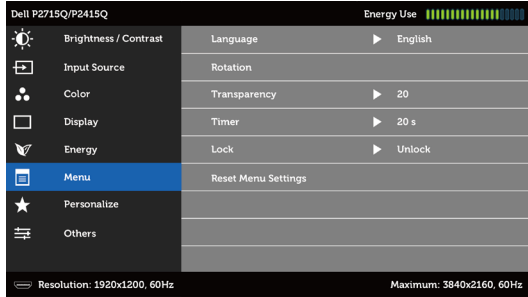 Dell P2715Q/P2415Q Energy Use
Brightness / Contrast Language English
Input Source Rotation
Color Transparency 20
Display Timer 20 s
Energy Lock Unlock
Menu Reset Menu Settings
Personalize
Others
Resolution: 1920x1200, 60Hz Maximum: 3840x2160, 60Hz